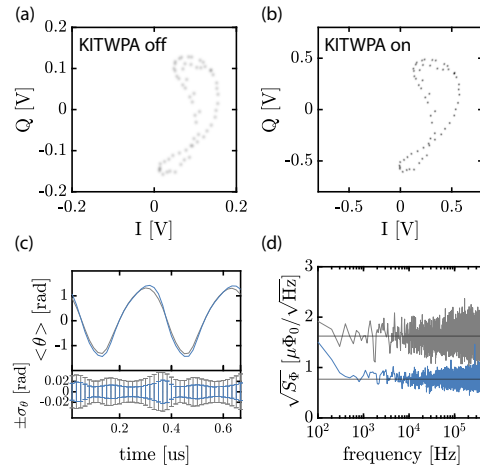 (a)
KITWPA off
Q [V]
0.2
0.1
0
-0.1
-0.2
-0.2
0
0.2
I [V]
(b)
KITWPA on
Q [V]
0.5
0
-0.5
-0.5
0
0.5
I [V]
(c)
<θ> [rad]
1
0
-1
±σθ [rad]
0.02
-0.02
0.2
0.4
0.6
time [us]
(d)
√SΦ [μΦ0/√Hz]
3
2
1
0
10^2
10^3
10^4
10^5
frequency [Hz]